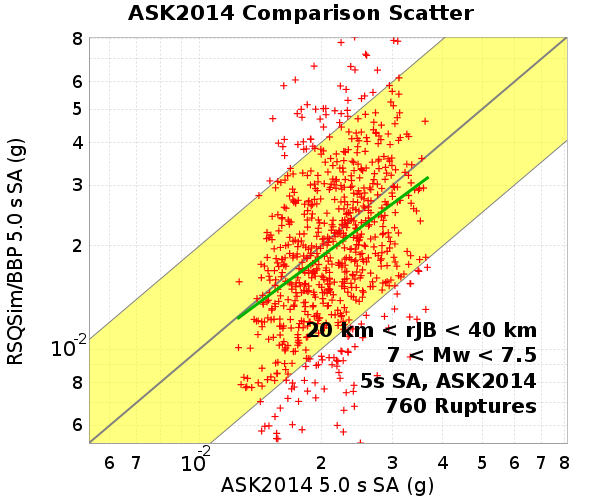 ASK2014 Comparison Scatter
8
6
5
4
3
2
10-2
8
6
RSQSim/BBP 5.0 s SA (g)
20 km < rJB < 40 km
7 < Mw < 7.5
5s SA, ASK2014
760 Ruptures
6 7 10-2 2 3 4 5 6 7 8
ASK2014 5.0 s SA (g)